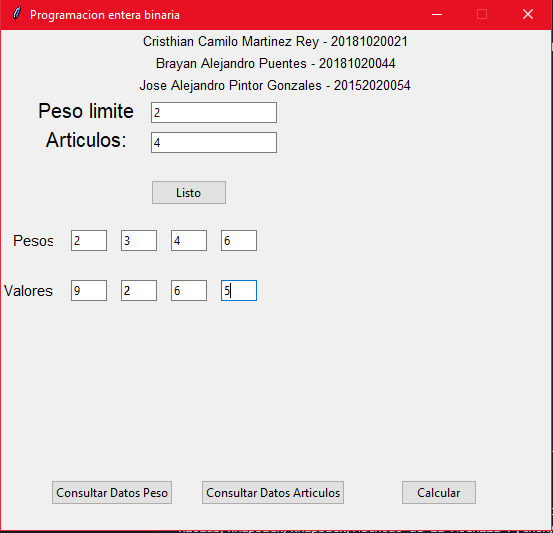 Programacion entera binaria
Cristhian Camilo Martinez Rey - 20181020021
Brayan Alejandro Puentes - 20181020044
Jose Alejandro Pintor Gonzales - 20152020054
Peso limite 2
Articulos: 4
Listo
Pesos 2 3 4 6
Valores 9 2 6 5
Consultar Datos Peso Consultar Datos Articulos Calcular